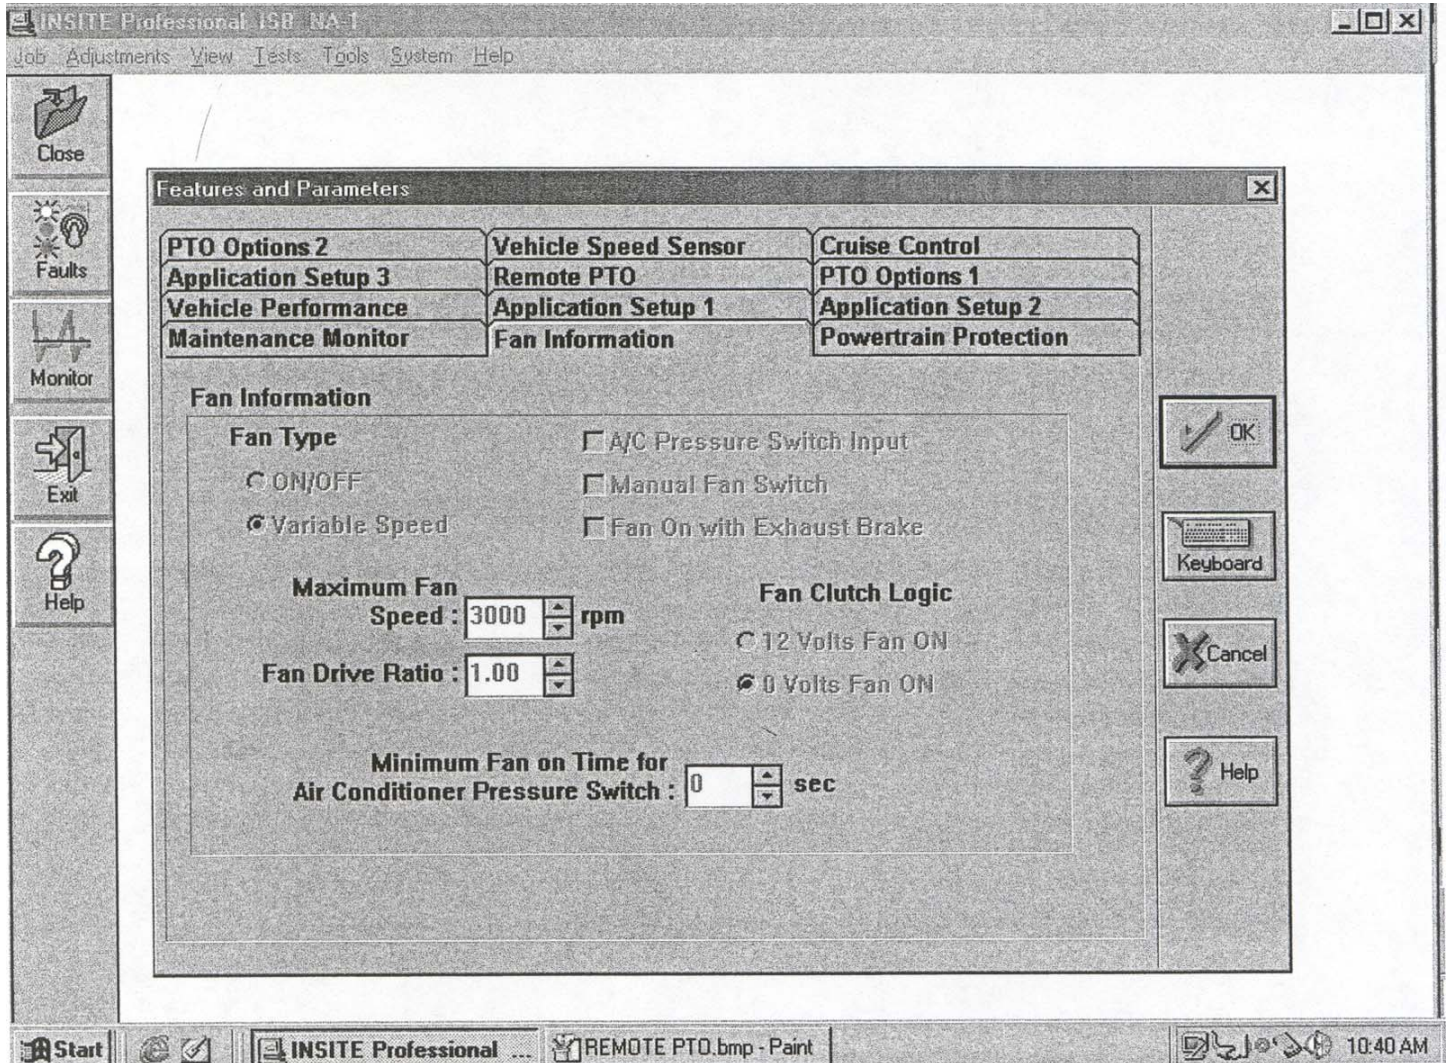 INSITE Professional ISB NA-1
Job Adjustments View Tests Tools System Help
Close
Faults
Monitor
Exit
Help
Features and Parameters
PTO Options 2 Vehicle Speed Sensor Cruise Control
Application Setup 3 Remote PTO PTO Options 1
Vehicle Performance Application Setup 1 Application Setup 2
Maintenance Monitor Fan Information Powertrain Protection
Fan Information
Fan Type
ON/OFF
Variable Speed
A/C Pressure Switch Input
Manual Fan Switch
Fan On with Exhaust Brake
Maximum Fan
Speed : 3000 rpm
Fan Drive Ratio : 1.00
Fan Clutch Logic
12 Volts Fan ON
0 Volts Fan ON
Minimum Fan on Time for
Air Conditioner Pressure Switch : 0 sec
OK
Keyboard
Cancel
Help
Start INSITE Professional ... REMOTE PTO.bmp - Paint 10:40 AM